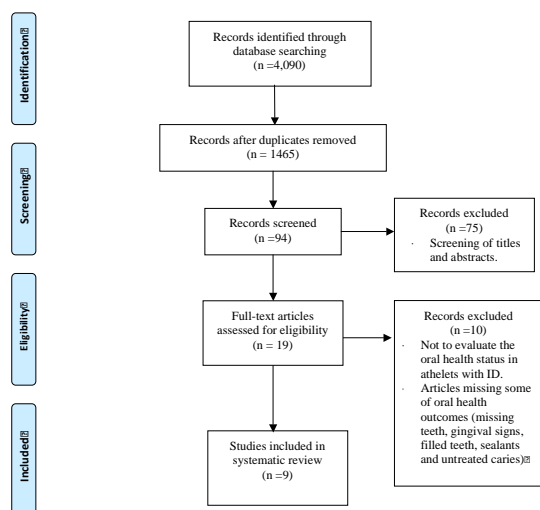 Identification
Records identified through
database searching
(n =4,090)
Records after duplicates removed
(n = 1465)
Screening
Records screened
(n =94)
Records excluded
(n =75)
· Screening of titles
and abstracts.
Eligibility
Full-text articles
assessed for eligibility
(n = 19)
Records excluded
(n =10)
· Not to evaluate the
oral health status in
athelets with ID.
· Articles missing some
of oral health
outcomes (missing
teeth, gingival signs,
filled teeth, sealants
and untreated caries)
Included
Studies included in
systematic review
(n =9)